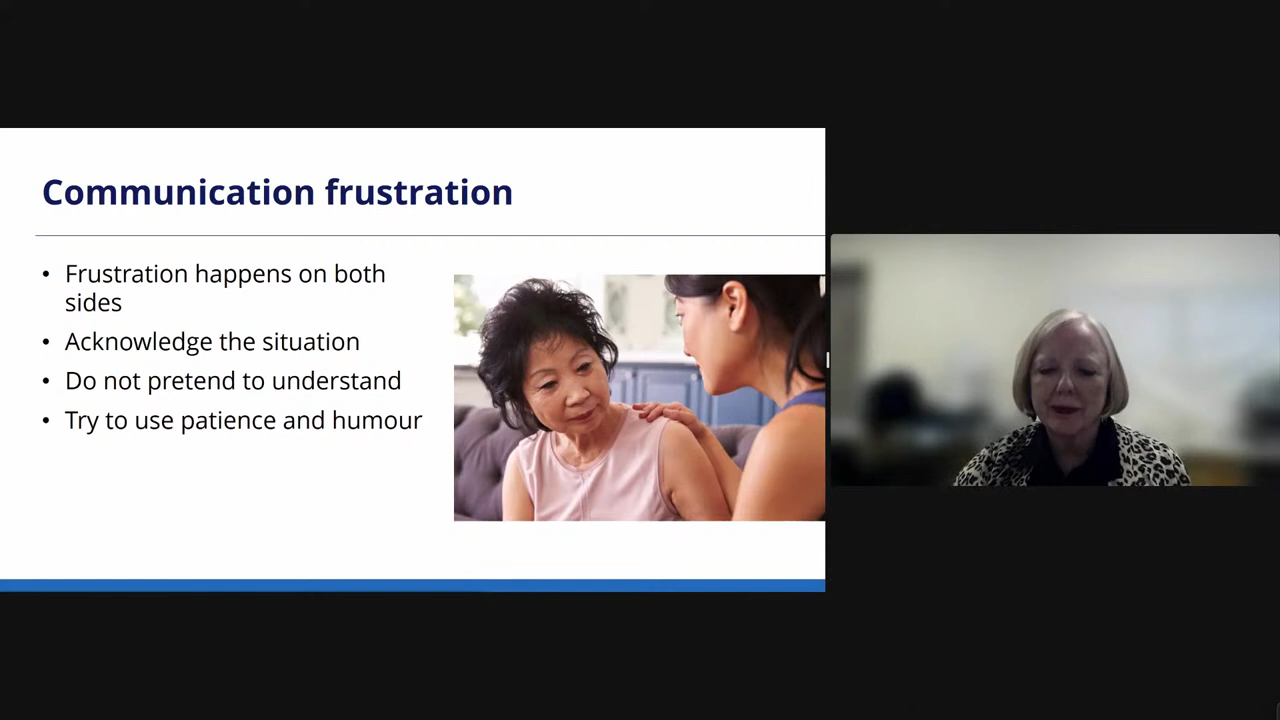 Communication frustration
• Frustration happens on both
sides
• Acknowledge the situation
• Do not pretend to understand
• Try to use patience and humour